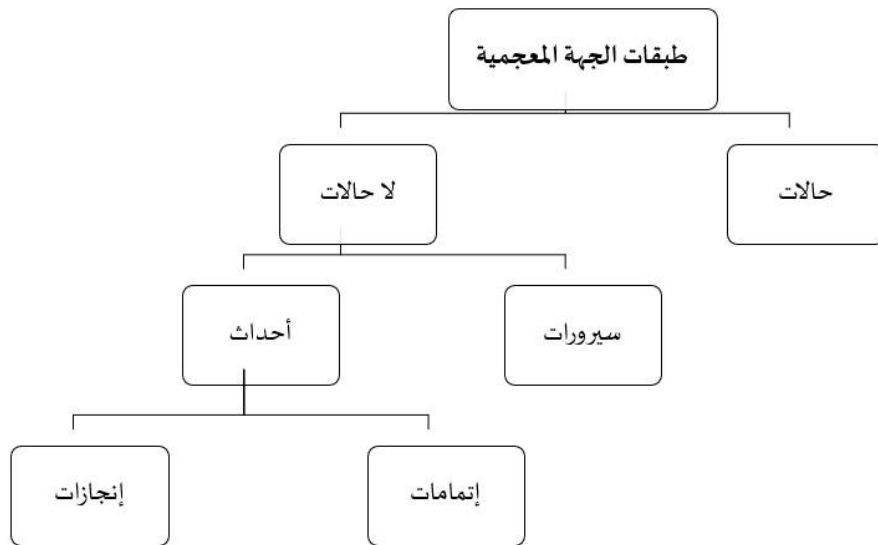 طبقات الجهة المعجمية
حالات
لا حالات
سيرورات
أحداث
إتمامات
إنجازات